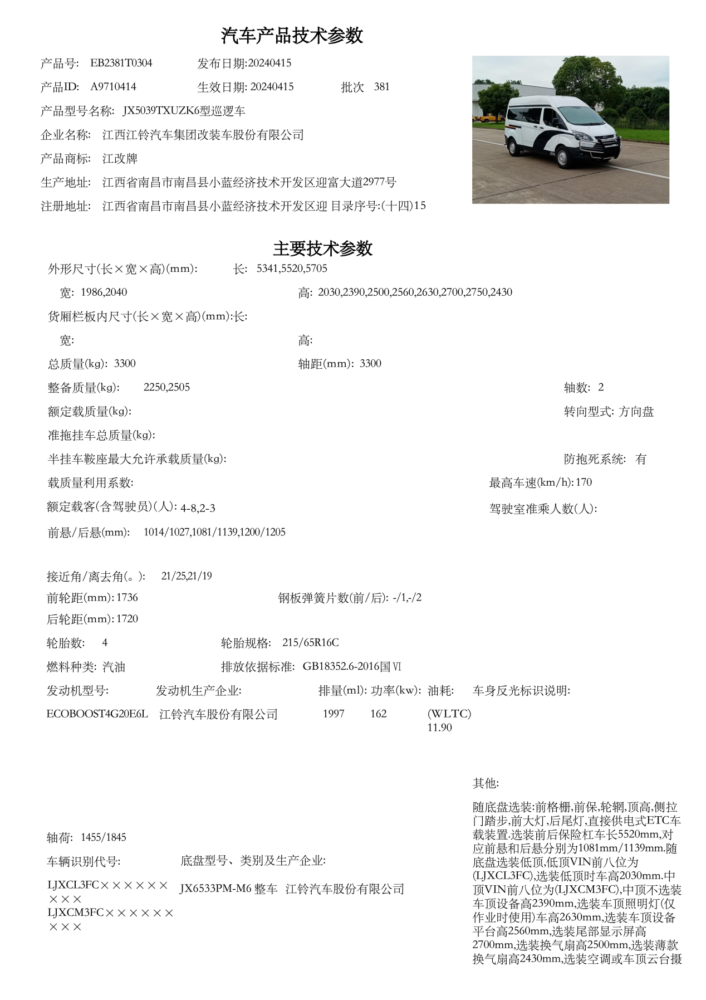 汽车产品技术参数
产品号: EB2381T0304 发布日期:20240415
产品ID: A9710414 生效日期: 20240415 批次 381
产品型号名称: JX5039TXUZK6型巡逻车
企业名称: 江西江铃汽车集团改装车股份有限公司
产品商标: 江改牌
生产地址: 江西省南昌市南昌县小蓝经济技术开发区迎富大道2977号
注册地址: 江西省南昌市南昌县小蓝经济技术开发区迎 目录序号:(十四)15
主要技术参数
外形尺寸(长×宽×高)(mm): 长: 5341,5520,5705
宽: 1986,2040 高: 2030,2390,2500,2560,2630,2700,2750,2430
货厢栏板内尺寸(长×宽×高)(mm):长:
宽: 高:
总质量(kg): 3300 轴距(mm): 3300
整备质量(kg): 2250,2505 轴数: 2
额定载质量(kg): 转向型式: 方向盘
准拖挂车总质量(kg):
半挂车鞍座最大允许承载质量(kg): 防抱死系统: 有
载质量利用系数: 最高车速(km/h):170
额定载客(含驾驶员)(人): 4-8,2-3 驾驶室准乘人数(人):
前悬/后悬(mm): 1014/1027,1081/1139,1200/1205
接近角/离去角(。): 21/25,21/19
前轮距(mm):1736 钢板弹簧片数(前/后): -/1,-/2
后轮距(mm):1720
轮胎数: 4 轮胎规格: 215/65R16C
燃料种类: 汽油 排放依据标准: GB18352.6-2016国Ⅵ
发动机型号: 发动机生产企业: 排量(ml): 功率(kw): 油耗: 车身反光标识说明:
ECOBOOST4G20E6L 江铃汽车股份有限公司 1997 162 (WLTC)
11.90
其他:
随底盘选装:前格栅,前保,轮辋,顶高,侧拉
门踏步,前大灯,后尾灯,直接供电式ETC车
载装置.选装前后保险杠车长5520mm,对
应前悬和后悬分别为1081mm/1139mm.随
底盘选装低顶,低顶VIN前八位为
(LJXCL3FC),选装低顶时车高2030mm.中
顶VIN前八位为(LJXCM3FC),中顶不选装
车顶设备高2390mm,选装车顶照明灯(仅
作业时使用)车高2630mm,选装车顶设备
平台高2560mm,选装尾部显示屏高
2700mm,选装换气扇高2500mm,选装薄款
换气扇高2430mm,选装空调或车顶云台摄
轴荷: 1455/1845
车辆识别代号: 底盘型号、类别及生产企业:
LJXCL3FC××××××
×××
LJXCM3FC××××××
×××
JX6533PM-M6 整车 江铃汽车股份有限公司